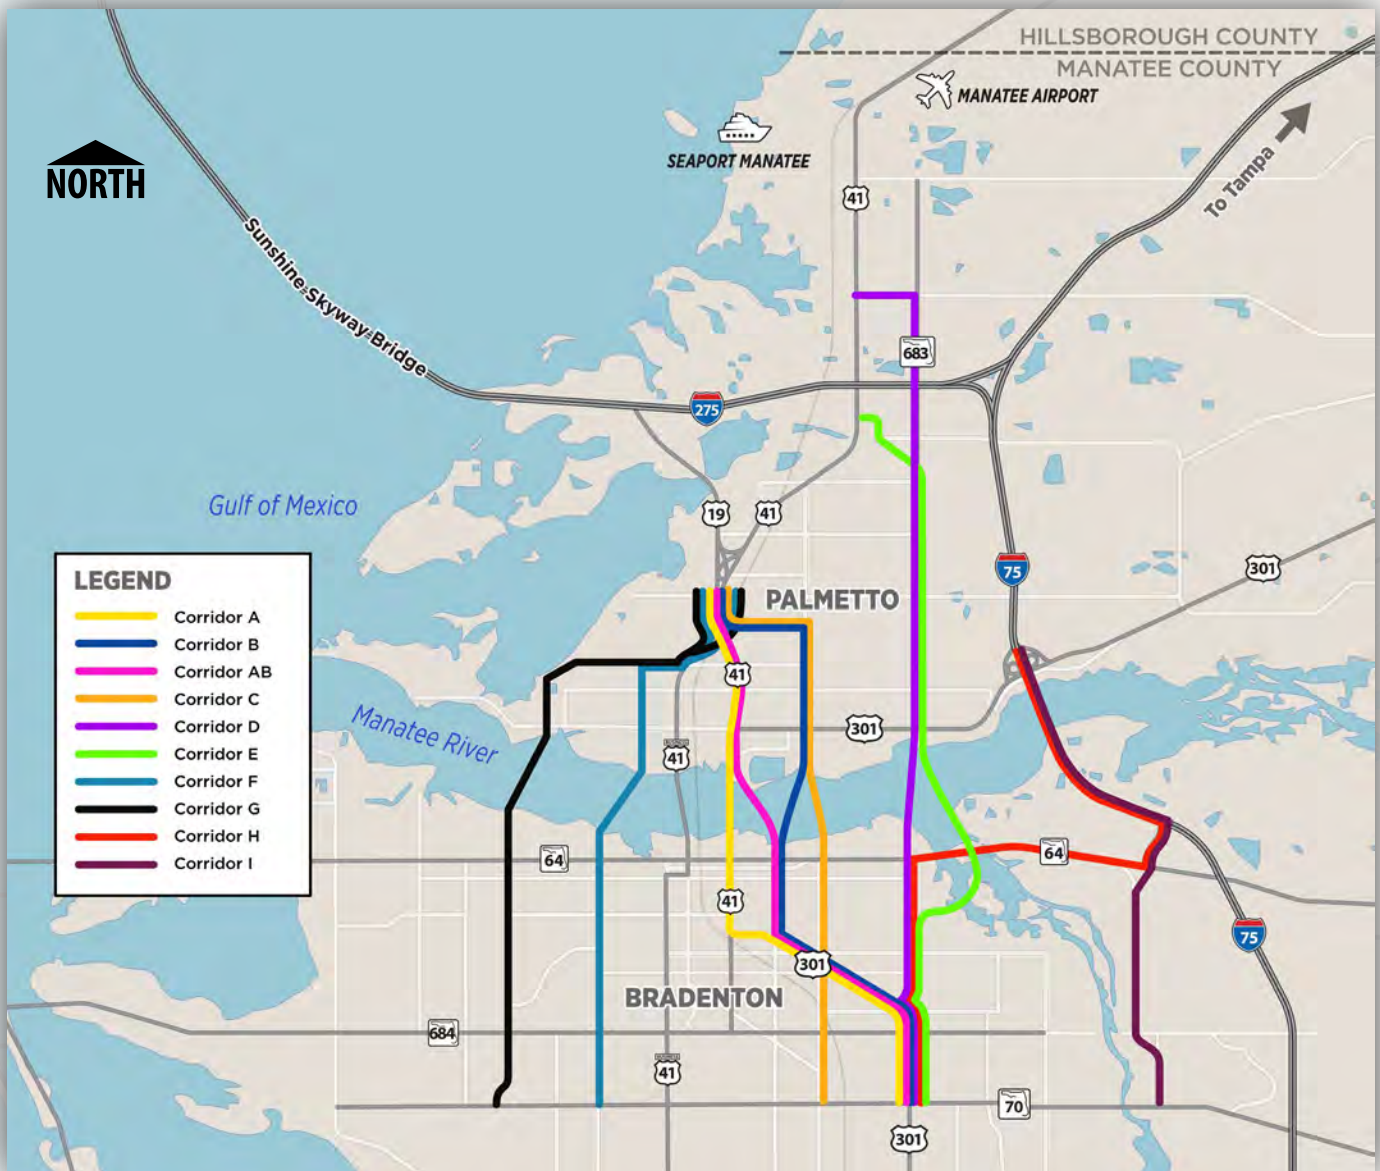 HILLSBOROUGH COUNTY
MANATEE COUNTY
MANATEE AIRPORT
SEAPORT MANATEE
To Tampa
NORTH
41
Sunshine Skyway Bridge
683
275
Gulf of Mexico
19
41
75
301
LEGEND
Corridor A
Corridor B
Corridor AB
Corridor C
Corridor D
Corridor E
Corridor F
Corridor G
Corridor H
Corridor I
PALMETTO
41
Manatee River
301
41
64
64
41
75
301
BRADENTON
684
41
70
301